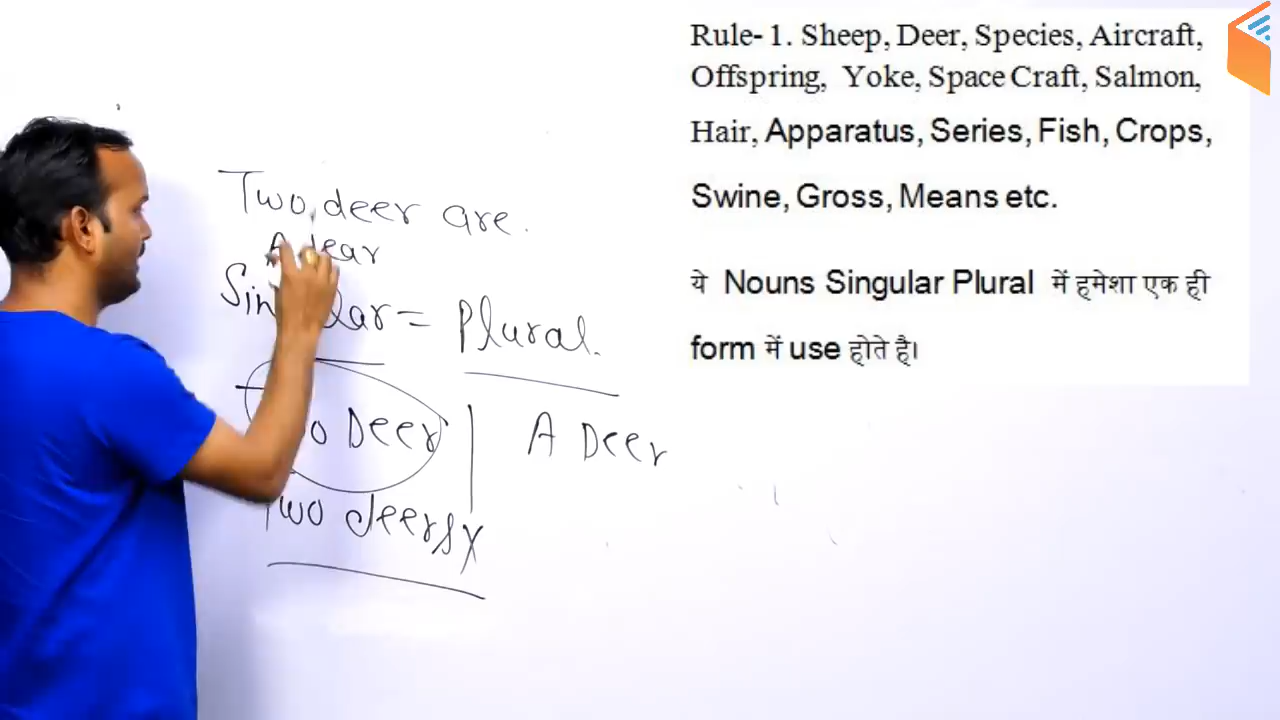 Rule- 1. Sheep, Deer, Species, Aircraft,
Offspring, Yoke, Space Craft, Salmon,
Hair, Apparatus, Series, Fish, Crops,
Swine, Gross, Means etc.
ये Nouns Singular Plural में हमेशा एक ही
form में use होते है।
Two deer are.
A dear
= Plural.
Deer
A Deer
Two deers x